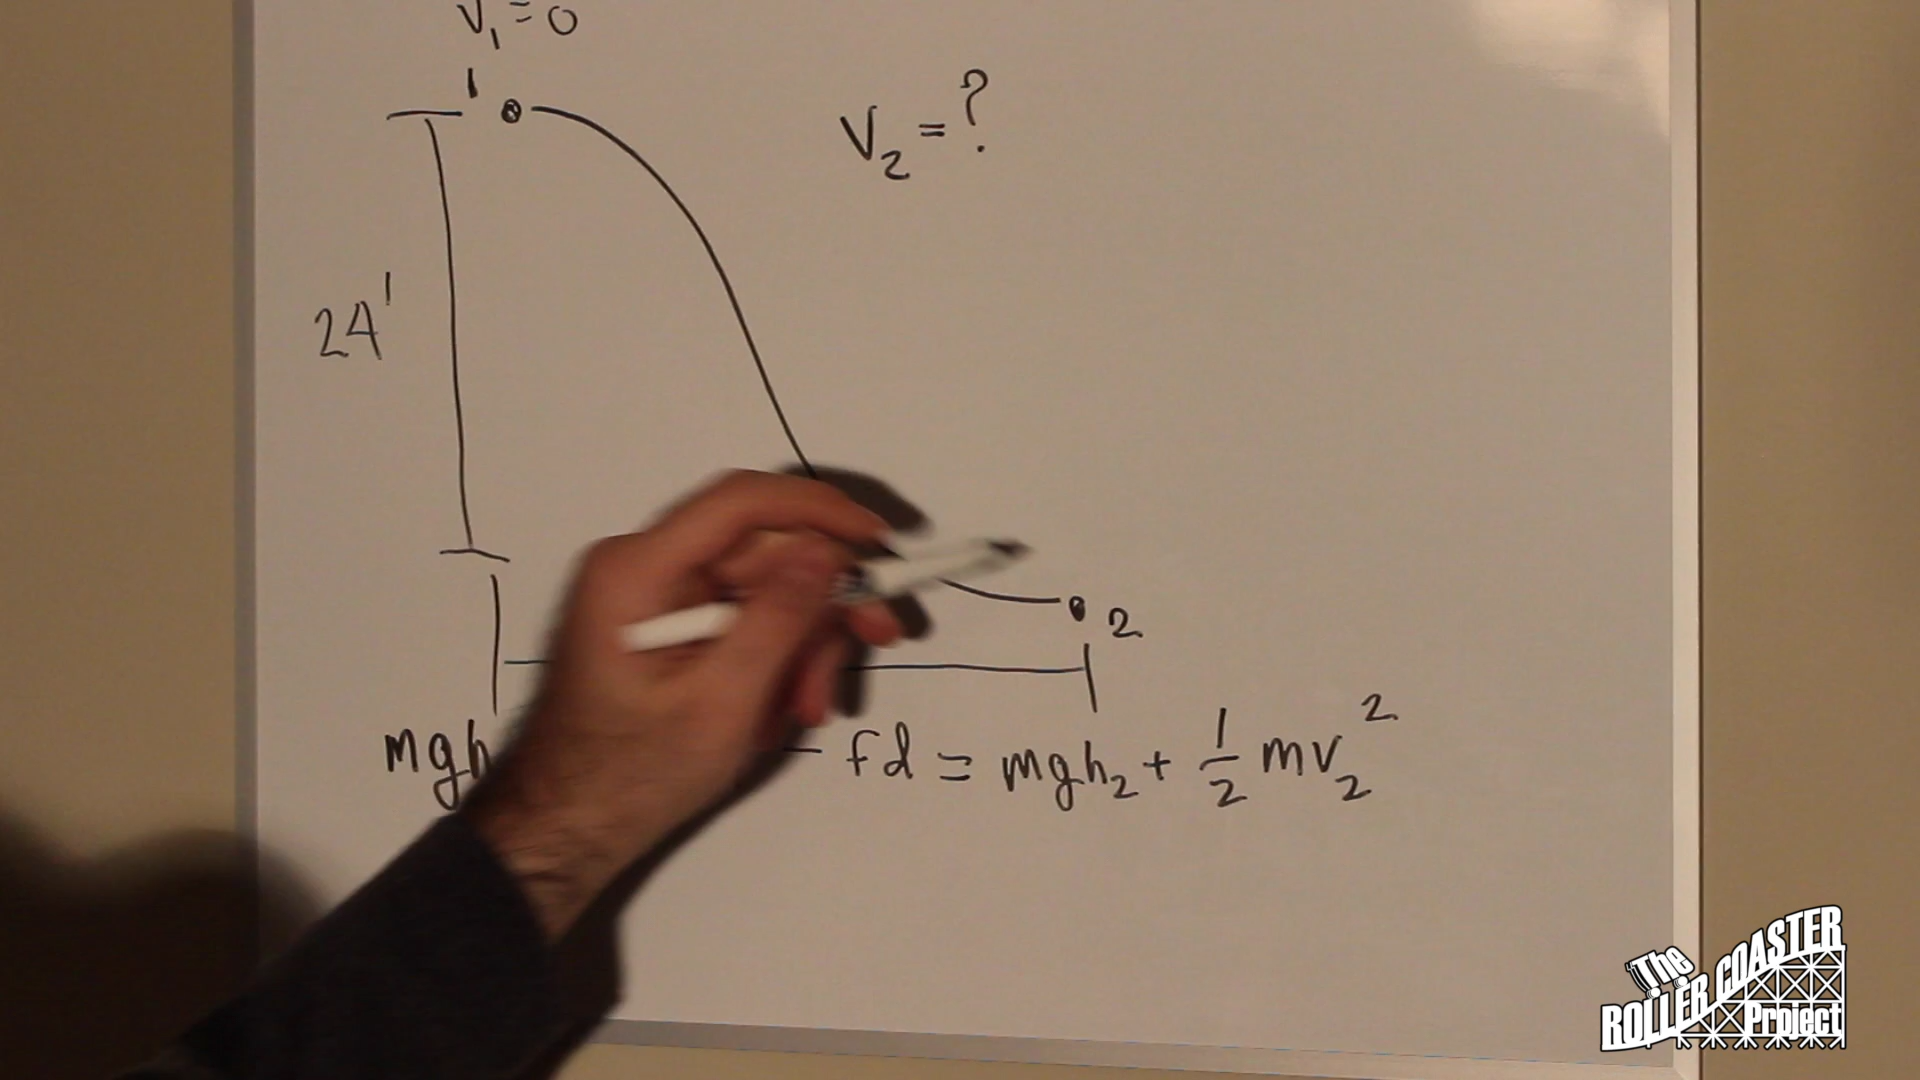 V₁ = 0
1
V₂ = ?
24'
2
mgh - fd = mgh₂ + 1/2 mv₂²
The
ROLLER COASTER
Project